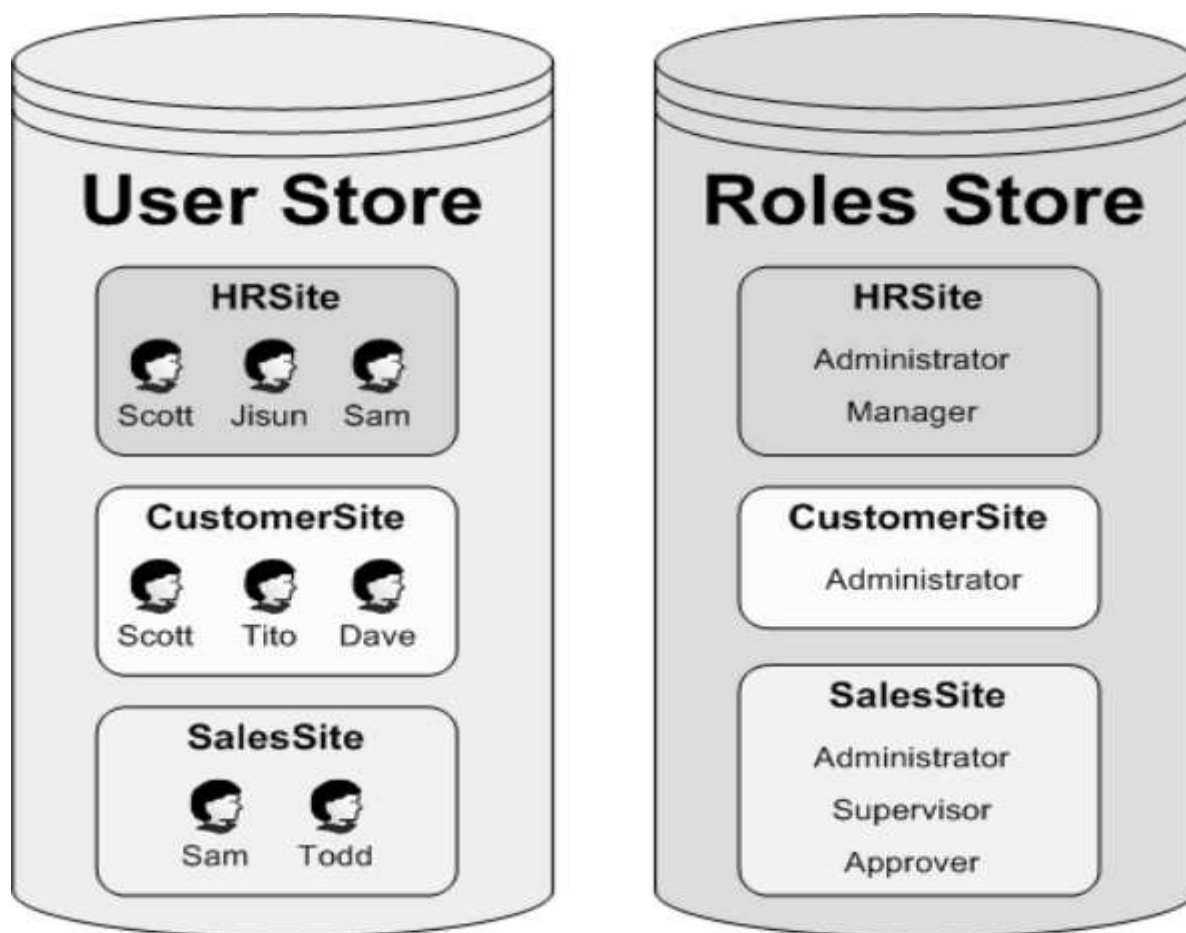 User Store
HRSite
Scott Jisun Sam
CustomerSite
Scott Tito Dave
SalesSite
Sam Todd
Roles Store
HRSite
Administrator
Manager
CustomerSite
Administrator
SalesSite
Administrator
Supervisor
Approver